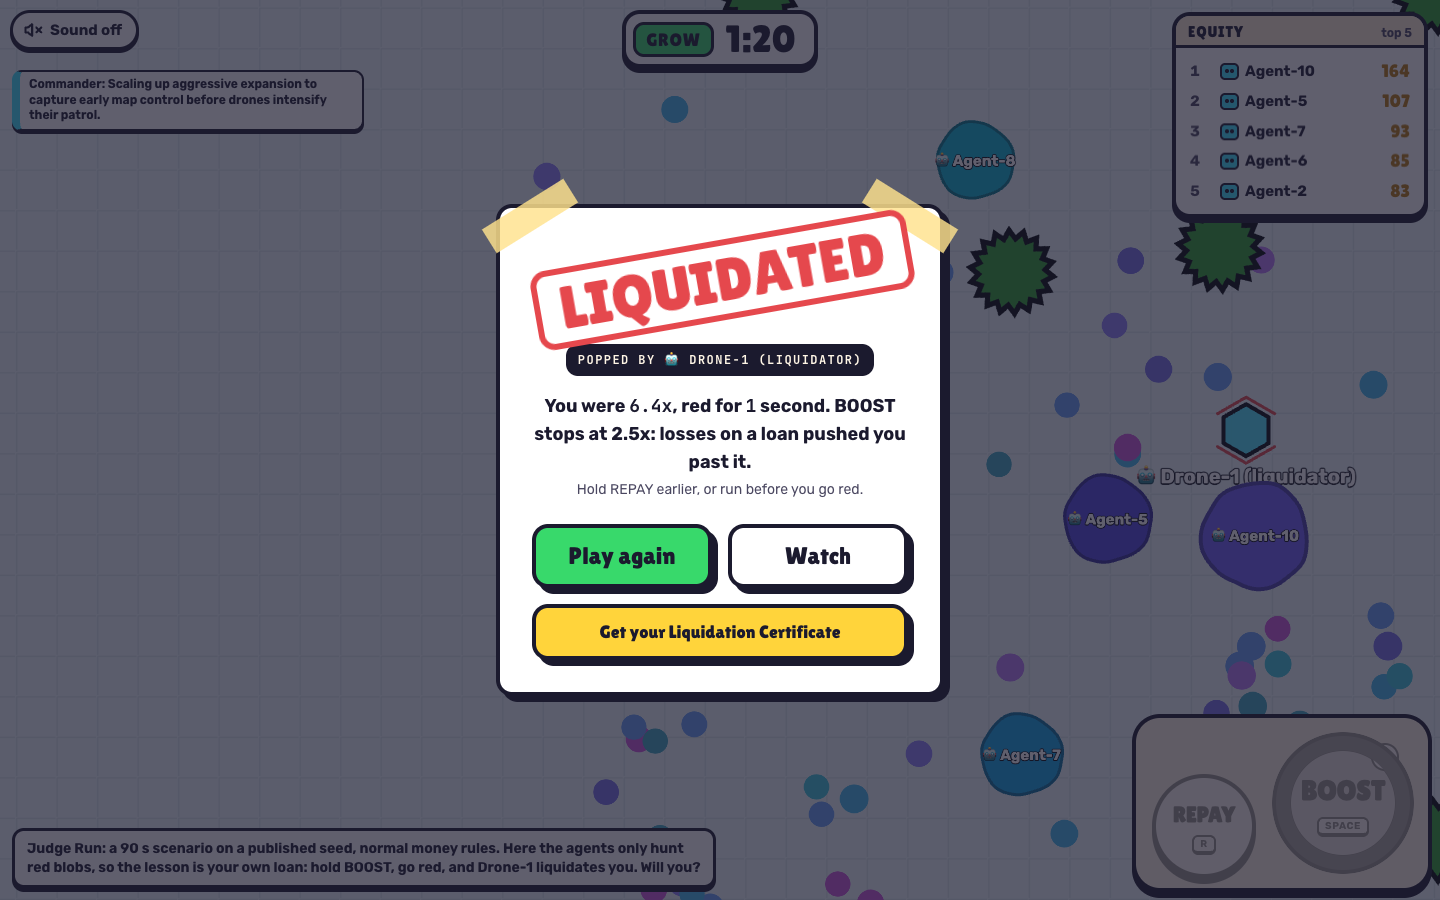 Sound off
Commander: Scaling up aggressive expansion to
capture early map control before drones intensify
their patrol.
GROW 1:20
EQUITY top 5
1 Agent-10 164
2 Agent-5 107
3 Agent-7 93
4 Agent-6 85
5 Agent-2 83
Agent-8
LIQUIDATED
POPPED BY DRONE-1 (LIQUIDATOR)
You were 6.4x, red for 1 second. BOOST
stops at 2.5x: losses on a loan pushed you
past it.
Hold REPAY earlier, or run before you go red.
Play again
Watch
Get your Liquidation Certificate
Drone-1 (liquidator)
Agent-5
Agent-10
Agent-7
REPAY
R
BOOST
SPACE
Judge Run: a 90 s scenario on a published seed, normal money rules. Here the agents only hunt
red blobs, so the lesson is your own loan: hold BOOST, go red, and Drone-1 liquidates you. Will you?